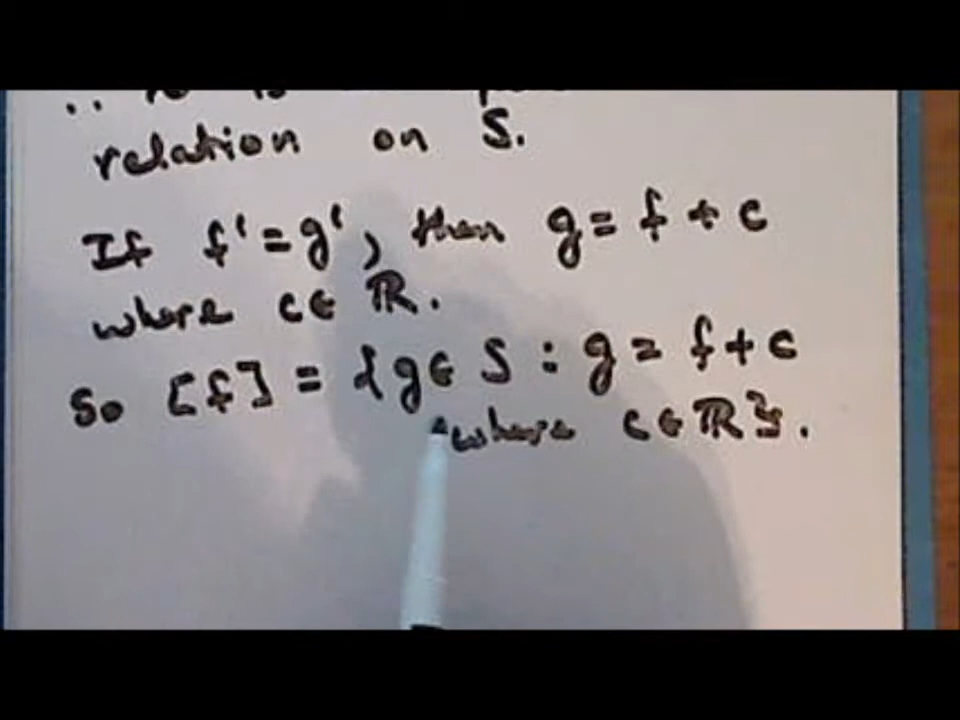 relation on S.
If f' = g', then g = f + c
where c ∈ ℝ.
So [f] = {g ∈ S : g = f + c
where c ∈ ℝ}.